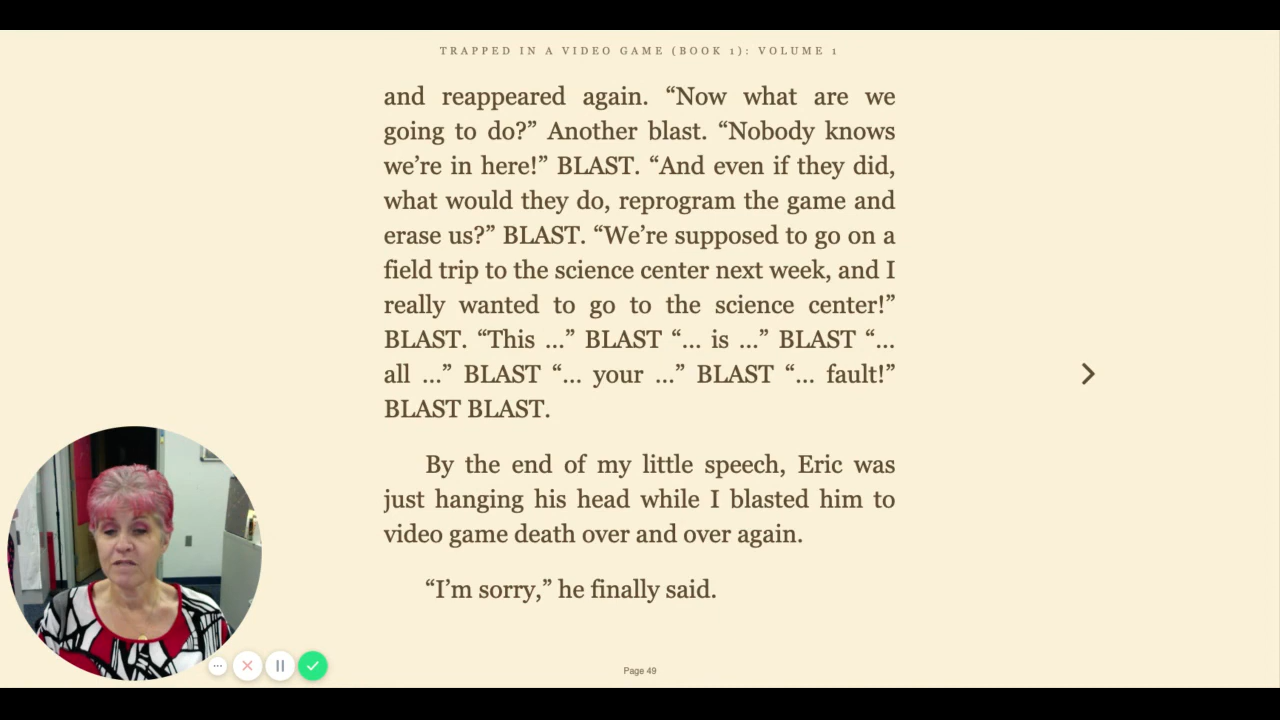 TRAPPED IN A VIDEO GAME (BOOK 1): VOLUME 1
and reappeared again. “Now what are we
going to do?” Another blast. “Nobody knows
we’re in here!” BLAST. “And even if they did,
what would they do, reprogram the game and
erase us?” BLAST. “We’re supposed to go on a
field trip to the science center next week, and I
really wanted to go to the science center!”
BLAST. “This ...” BLAST “... is ...” BLAST “...
all ...” BLAST “... your ...” BLAST “... fault!”
BLAST BLAST.
By the end of my little speech, Eric was
just hanging his head while I blasted him to
video game death over and over again.
“I’m sorry,” he finally said.
Page 49